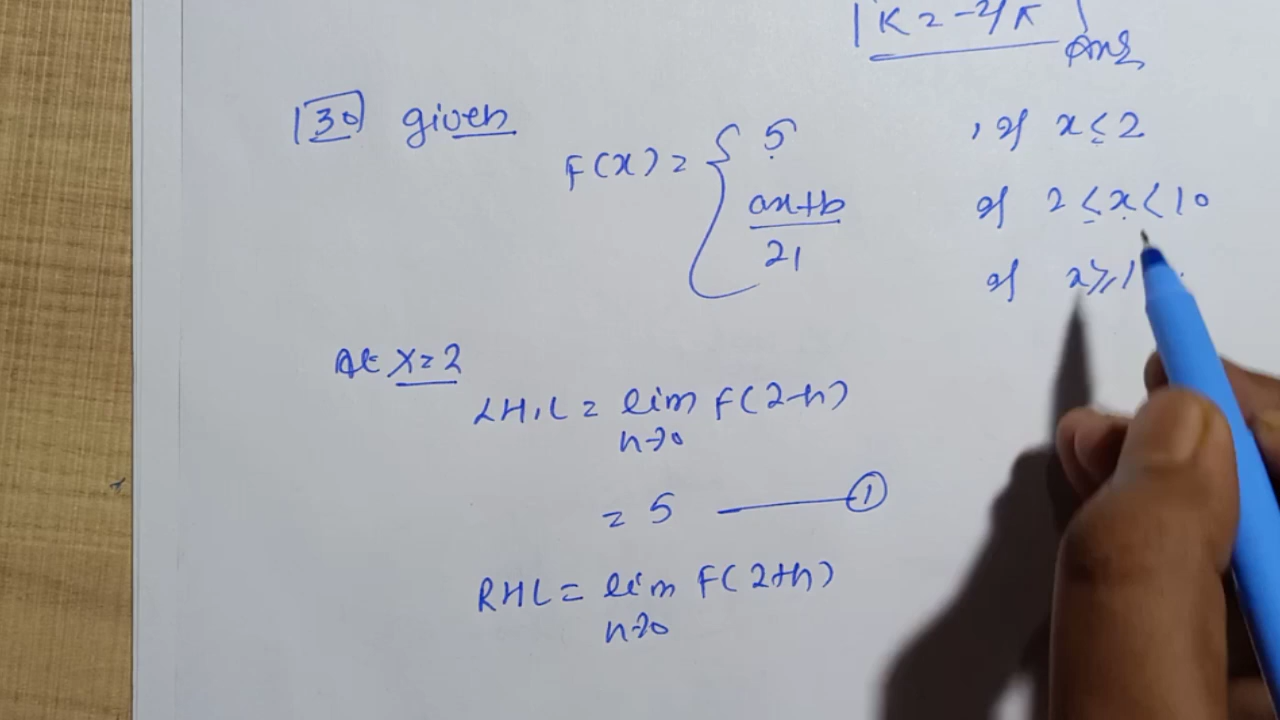 K = -2/π Ans
30 given
F(x) = { 5 , if x ≤ 2
ax+b if 2 < x < 10
21 if x ≥ 1
At x = 2
LHL = lim F(2-h)
h→0
= 5 ——— ①
RHL = lim F(2+h)
h→0